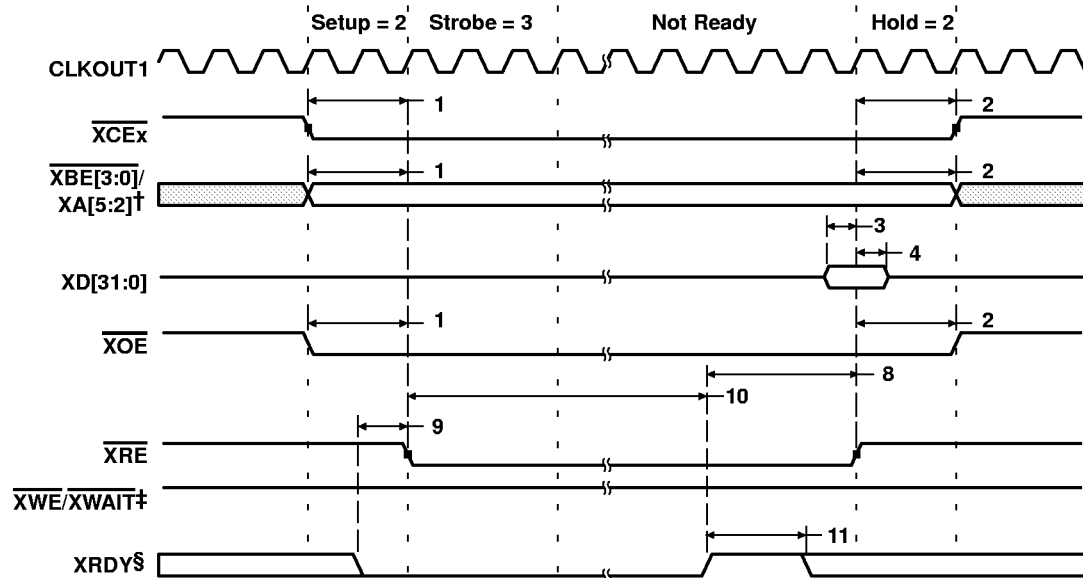 Setup = 2 Strobe = 3 Not Ready Hold = 2
CLKOUT1
1 2
XCEx
XBE[3:0]/
1 2
XA[5:2]†
3
4
XD[31:0]
1 2
XOE
8
10
9
XRE
XWE/XWAIT‡
11
XRDY§